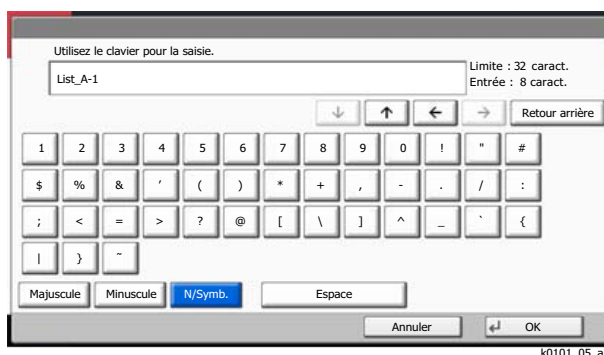 Utilisez le clavier pour la saisie.
Limite : 32 caract.
List_A-1
Entrée : 8 caract.
↓ ↑ ← → Retour arrière
1 2 3 4 5 6 7 8 9 0 ! " #
$ % & ' ( ) * + , - . / :
; < = > ? @ [ \ ] ^ _ ` {
| } ~
Majuscule Minuscule N/Symb. Espace
Annuler OK
k0101_05_a